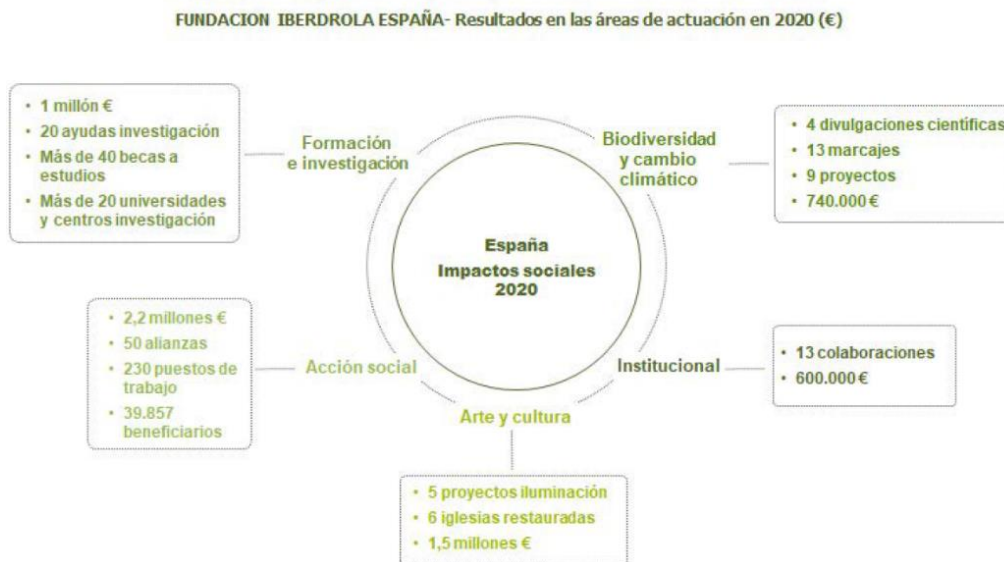 FUNDACION IBERDROLA ESPAÑA- Resultados en las áreas de actuación en 2020 (€)
• 1 millón €
• 20 ayudas investigación
• Más de 40 becas a
estudios
• Más de 20 universidades
y centros investigación
Formación
e investigación
Biodiversidad
y cambio
climático
• 4 divulgaciones científicas
• 13 marcajes
• 9 proyectos
• 740.000 €
España
Impactos sociales
2020
• 2,2 millones €
• 50 alianzas
• 230 puestos de
trabajo
• 39.857
beneficiarios
Acción social
Institucional
• 13 colaboraciones
• 600.000 €
Arte y cultura
• 5 proyectos iluminación
• 6 iglesias restauradas
• 1,5 millones €